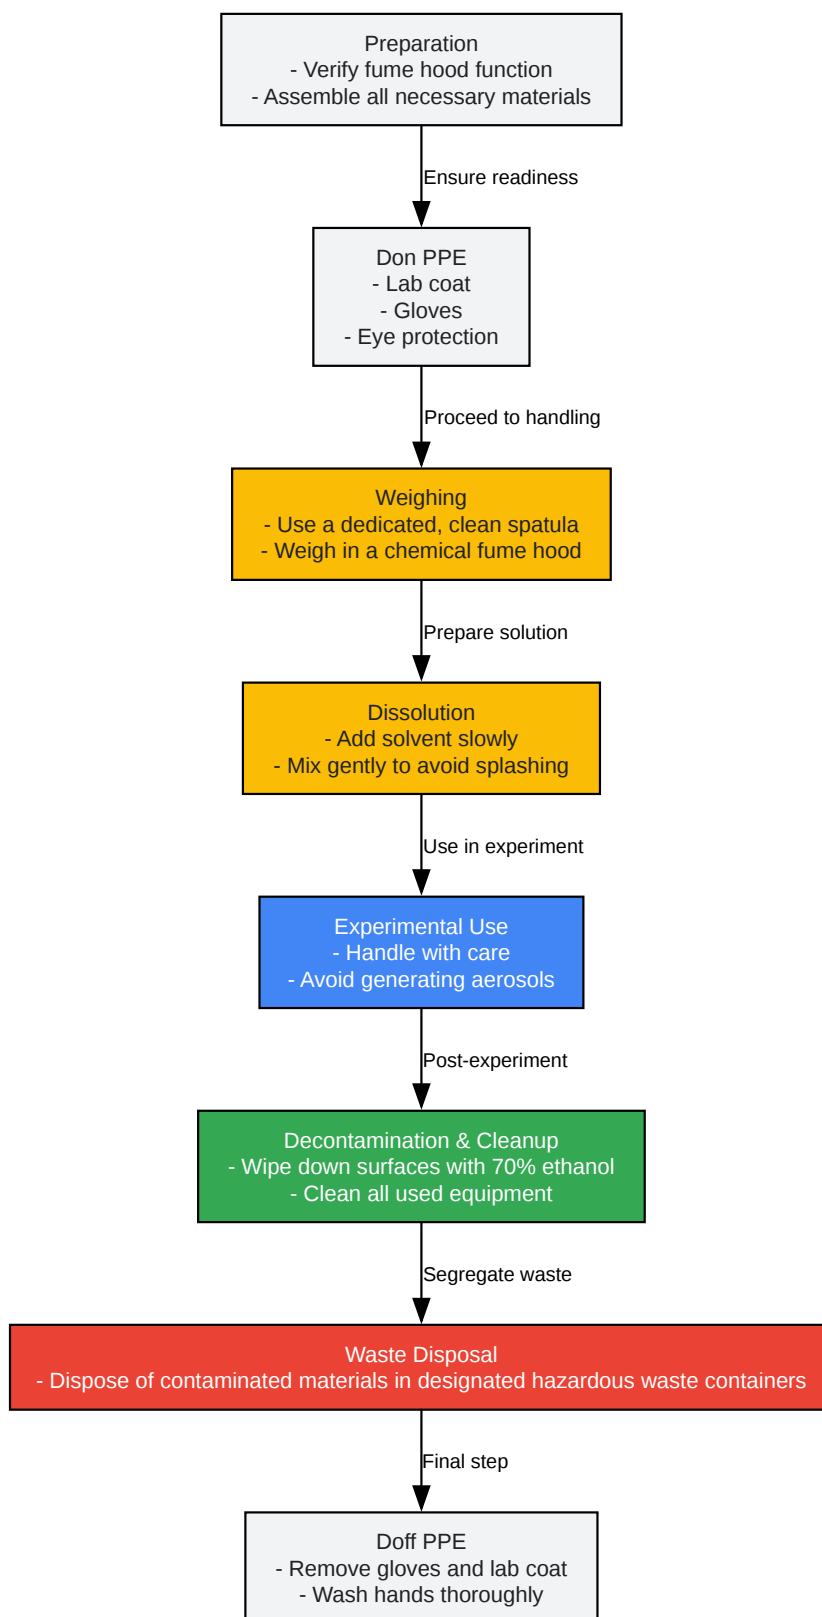 Preparation
- Verify fume hood function
- Assemble all necessary materials
Ensure readiness
Don PPE
- Lab coat
- Gloves
- Eye protection
Proceed to handling
Weighing
- Use a dedicated, clean spatula
- Weigh in a chemical fume hood
Prepare solution
Dissolution
- Add solvent slowly
- Mix gently to avoid splashing
Use in experiment
Experimental Use
- Handle with care
- Avoid generating aerosols
Post-experiment
Decontamination & Cleanup
- Wipe down surfaces with 70% ethanol
- Clean all used equipment
Segregate waste
Waste Disposal
- Dispose of contaminated materials in designated hazardous waste containers
Final step
Doff PPE
- Remove gloves and lab coat
- Wash hands thoroughly